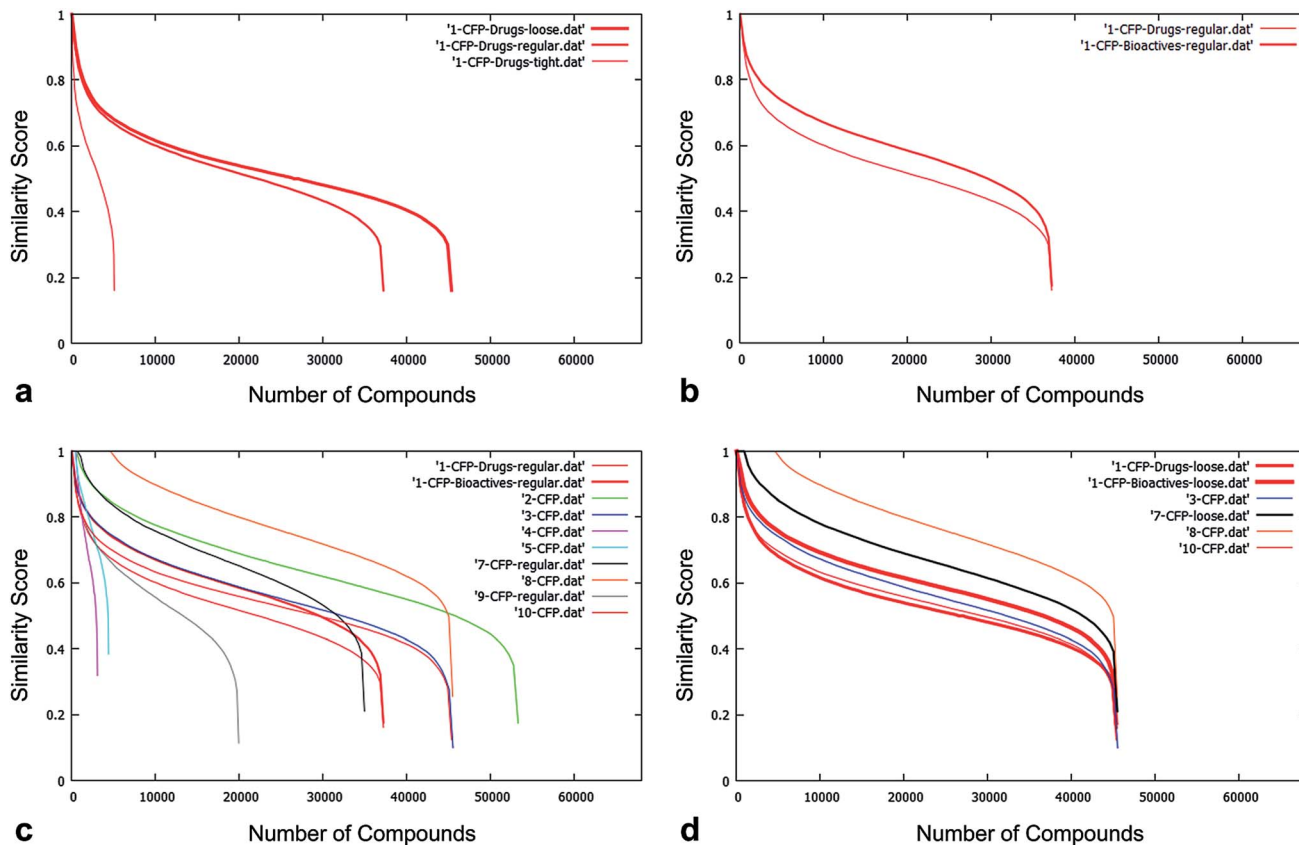 1
0.8
0.6
0.4
0.2
0
Similarity Score
'1-CFP-Drugs-loose.dat'
'1-CFP-Drugs-regular.dat'
'1-CFP-Drugs-tight.dat'
0
10000
20000
30000
40000
50000
60000
a
Number of Compounds
1
0.8
0.6
0.4
0.2
0
Similarity Score
'1-CFP-Drugs-regular.dat'
'1-CFP-Bioactives-regular.dat'
0
10000
20000
30000
40000
50000
60000
b
Number of Compounds
1
0.8
0.6
0.4
0.2
0
Similarity Score
'1-CFP-Drugs-regular.dat'
'1-CFP-Bioactives-regular.dat'
'2-CFP.dat'
'3-CFP.dat'
'4-CFP.dat'
'5-CFP.dat'
'7-CFP-regular.dat'
'8-CFP.dat'
'9-CFP-regular.dat'
'10-CFP.dat'
0
10000
20000
30000
40000
50000
60000
c
Number of Compounds
1
0.8
0.6
0.4
0.2
0
Similarity Score
'1-CFP-Drugs-loose.dat'
'1-CFP-Bioactives-loose.dat'
'3-CFP.dat'
'7-CFP-loose.dat'
'8-CFP.dat'
'10-CFP.dat'
0
10000
20000
30000
40000
50000
60000
d
Number of Compounds